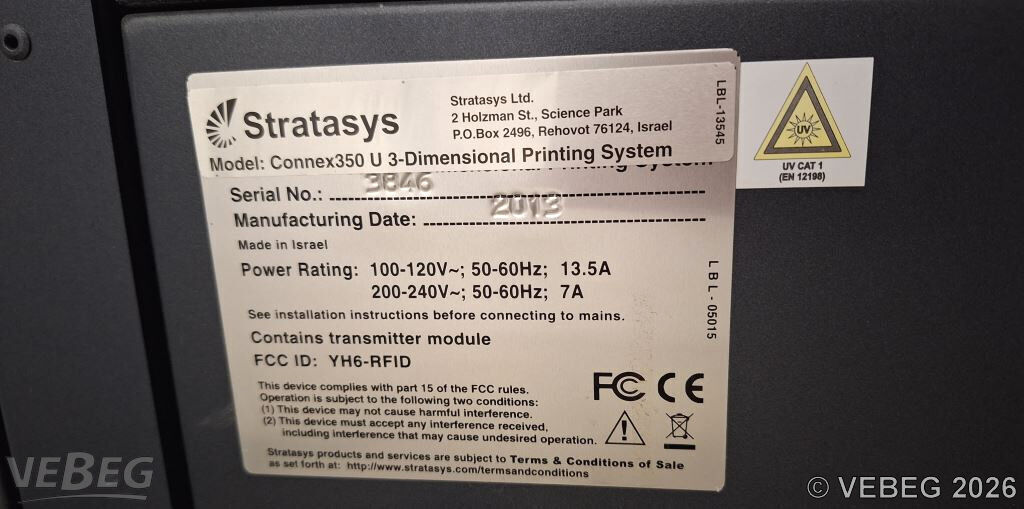 Stratasys
Stratasys Ltd.
2 Holzman St., Science Park
P.O.Box 2496, Rehovot 76124, Israel
LBL-13545
Model: Connex350 U 3-Dimensional Printing System
Serial No.: 3846
Manufacturing Date: 2013
Made in Israel
Power Rating: 100-120V~; 50-60Hz; 13.5A
200-240V~; 50-60Hz; 7A
LBL-05015
See installation instructions before connecting to mains.
Contains transmitter module
FCC ID: YH6-RFID
This device complies with part 15 of the FCC rules.
Operation is subject to the following two conditions:
(1) This device may not cause harmful interference.
(2) This device must accept any interference received,
including interference that may cause undesired operation.
FC CE
Stratasys products and services are subject to Terms & Conditions of Sale
as set forth at: http://www.stratasys.com/termsandconditions
UV
UV CAT 1
(EN 12198)
VEBEG
© VEBEG 2026